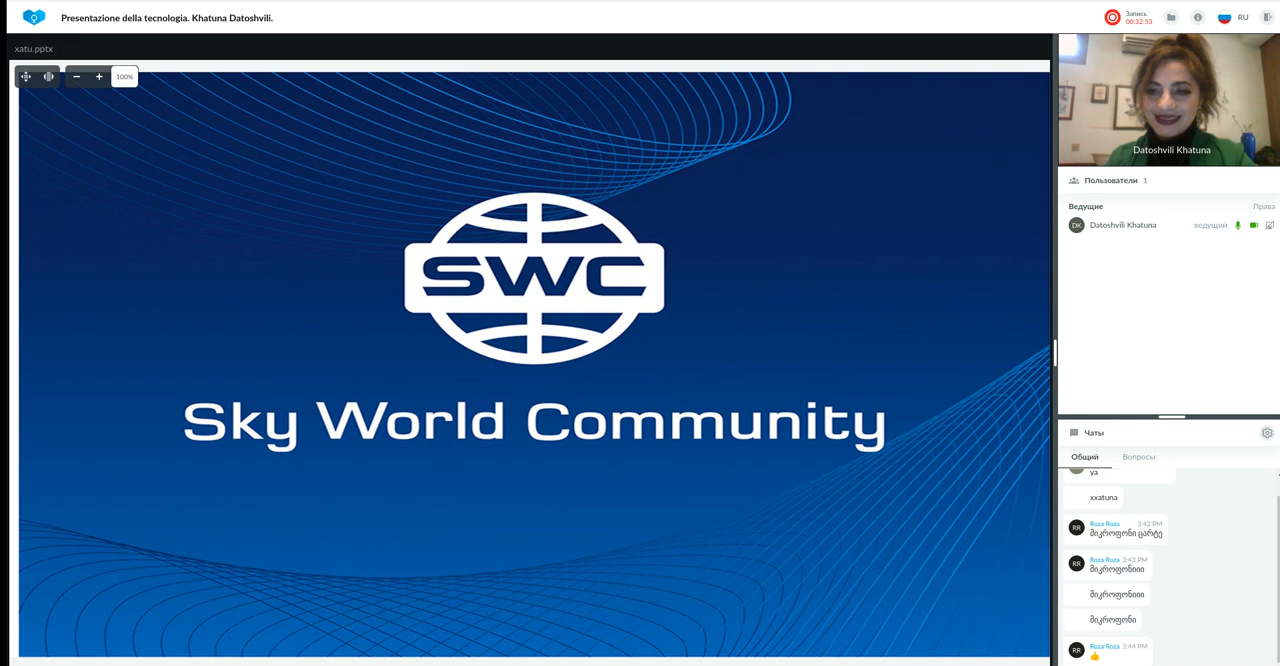 Presentazione della tecnologia. Khatuna Datoshvili.
Запись
00:32:53
RU
xatu.pptx
100%
SWC
Sky World Community
Datoshvili Khatuna
Пользователи 1
Ведущие Права
DK Datoshvili Khatuna ведущий
Чаты
Общий Вопросы
ya
xxatuna
RR Roza Roza 3:42 PM
მიკროფონი ცარტე
RR Roza Roza 3:43 PM
მიკროფონიიი
მიკროფონიიი
მიკროფონი
RR Roza Roza 3:44 PM
👍